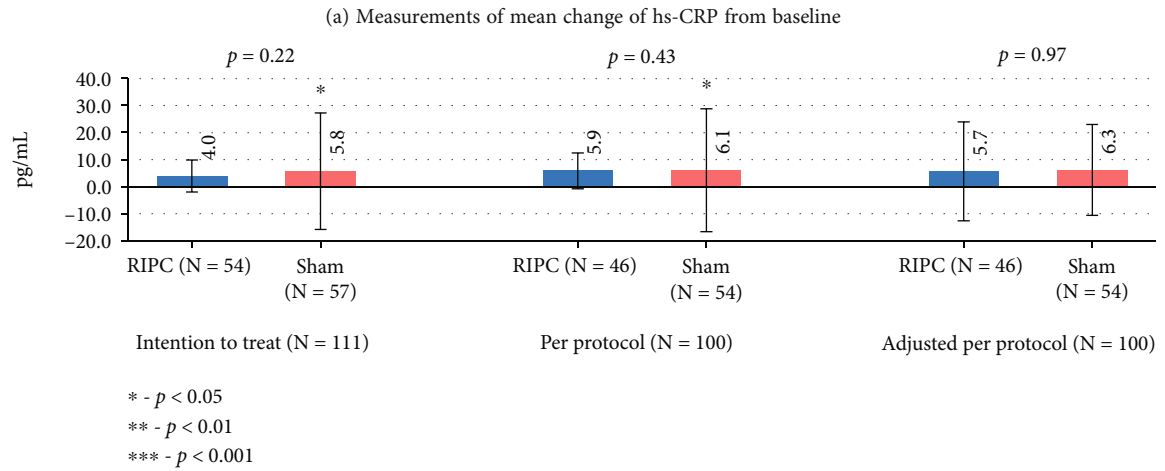 (a) Measurements of mean change of hs-CRP from baseline
p = 0.22 p = 0.43 p = 0.97
pg/mL
40.0
30.0
20.0
10.0
0.0
−10.0
−20.0
* *
4.0 5.8 5.9 6.1 5.7 6.3
RIPC (N = 54) Sham RIPC (N = 46) Sham RIPC (N = 46) Sham
(N = 57) (N = 54) (N = 54)
Intention to treat (N = 111) Per protocol (N = 100) Adjusted per protocol (N = 100)
* - p < 0.05
** - p < 0.01
*** - p < 0.001